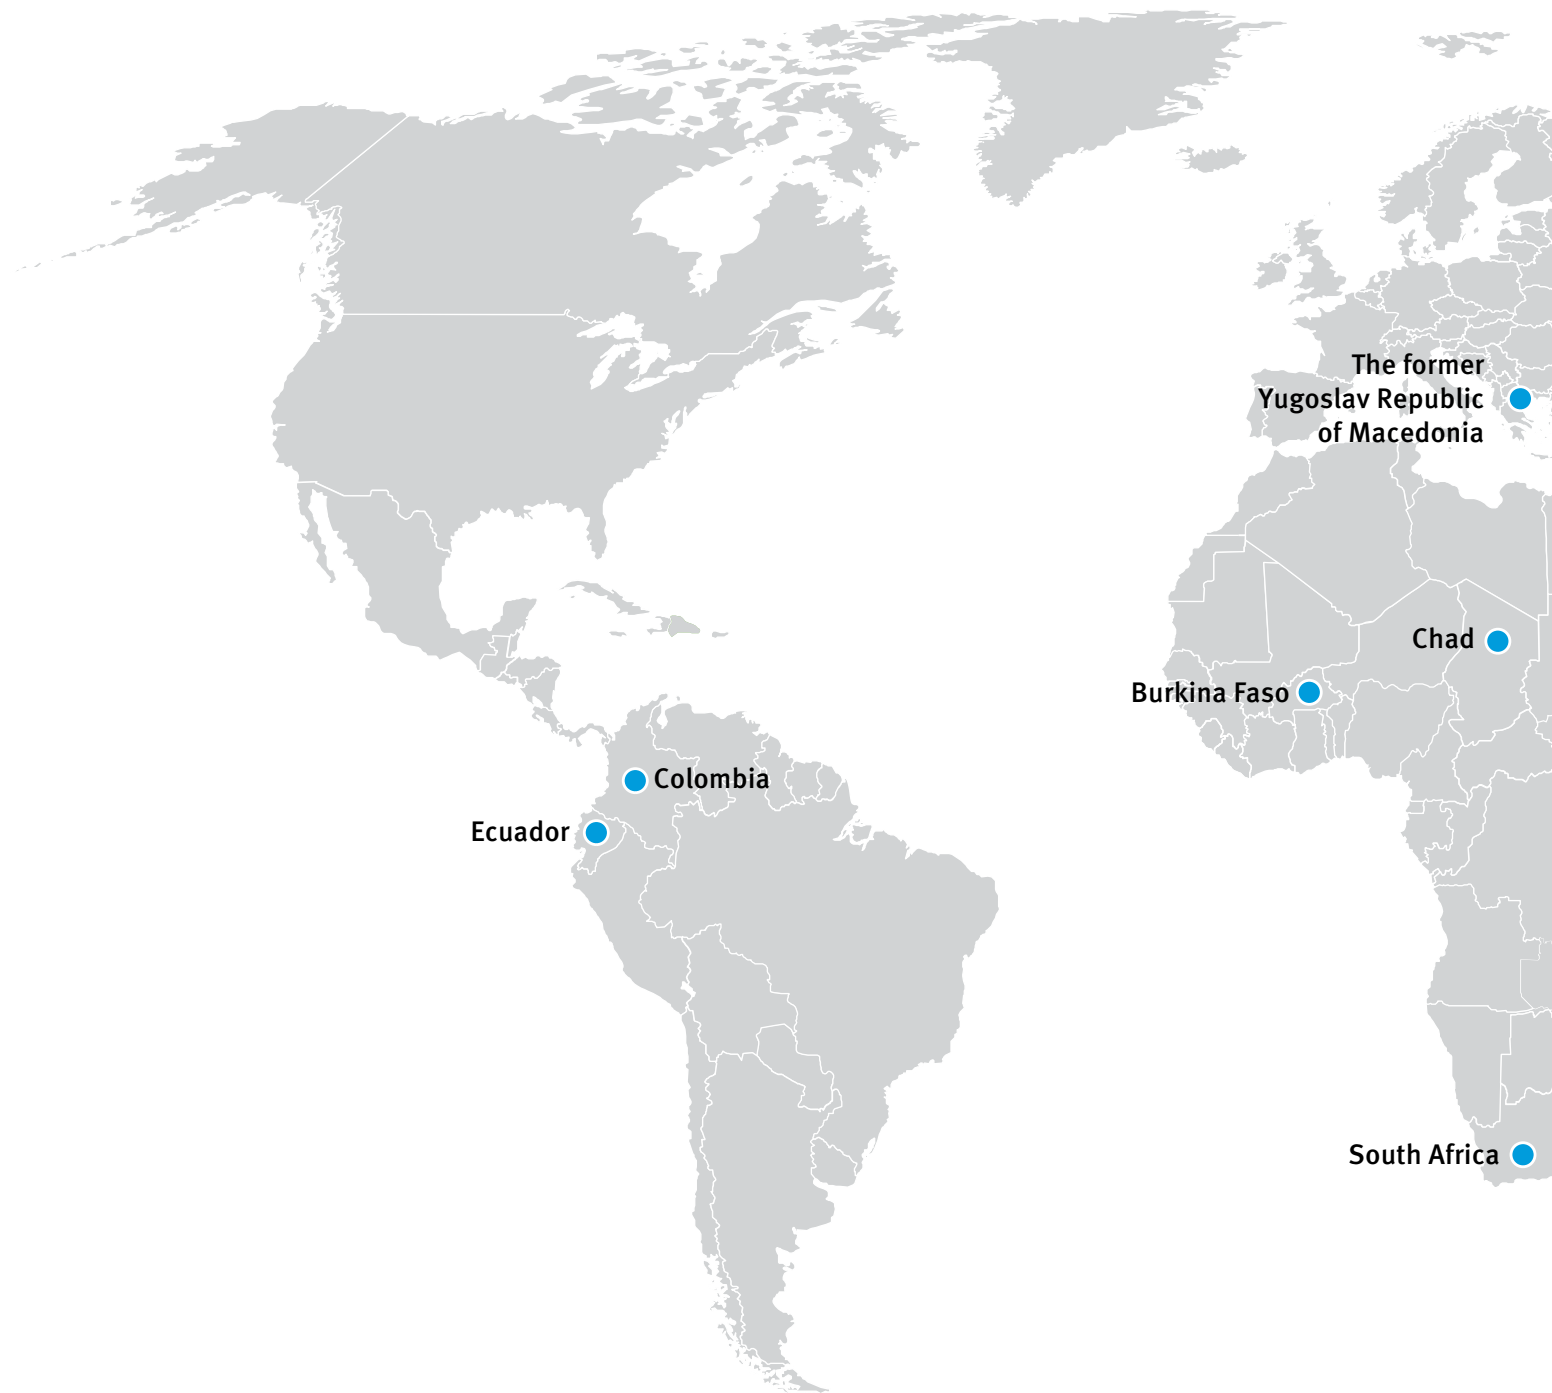 The former
Yugoslav Republic
of Macedonia
Chad
Burkina Faso
Colombia
Ecuador
South Africa